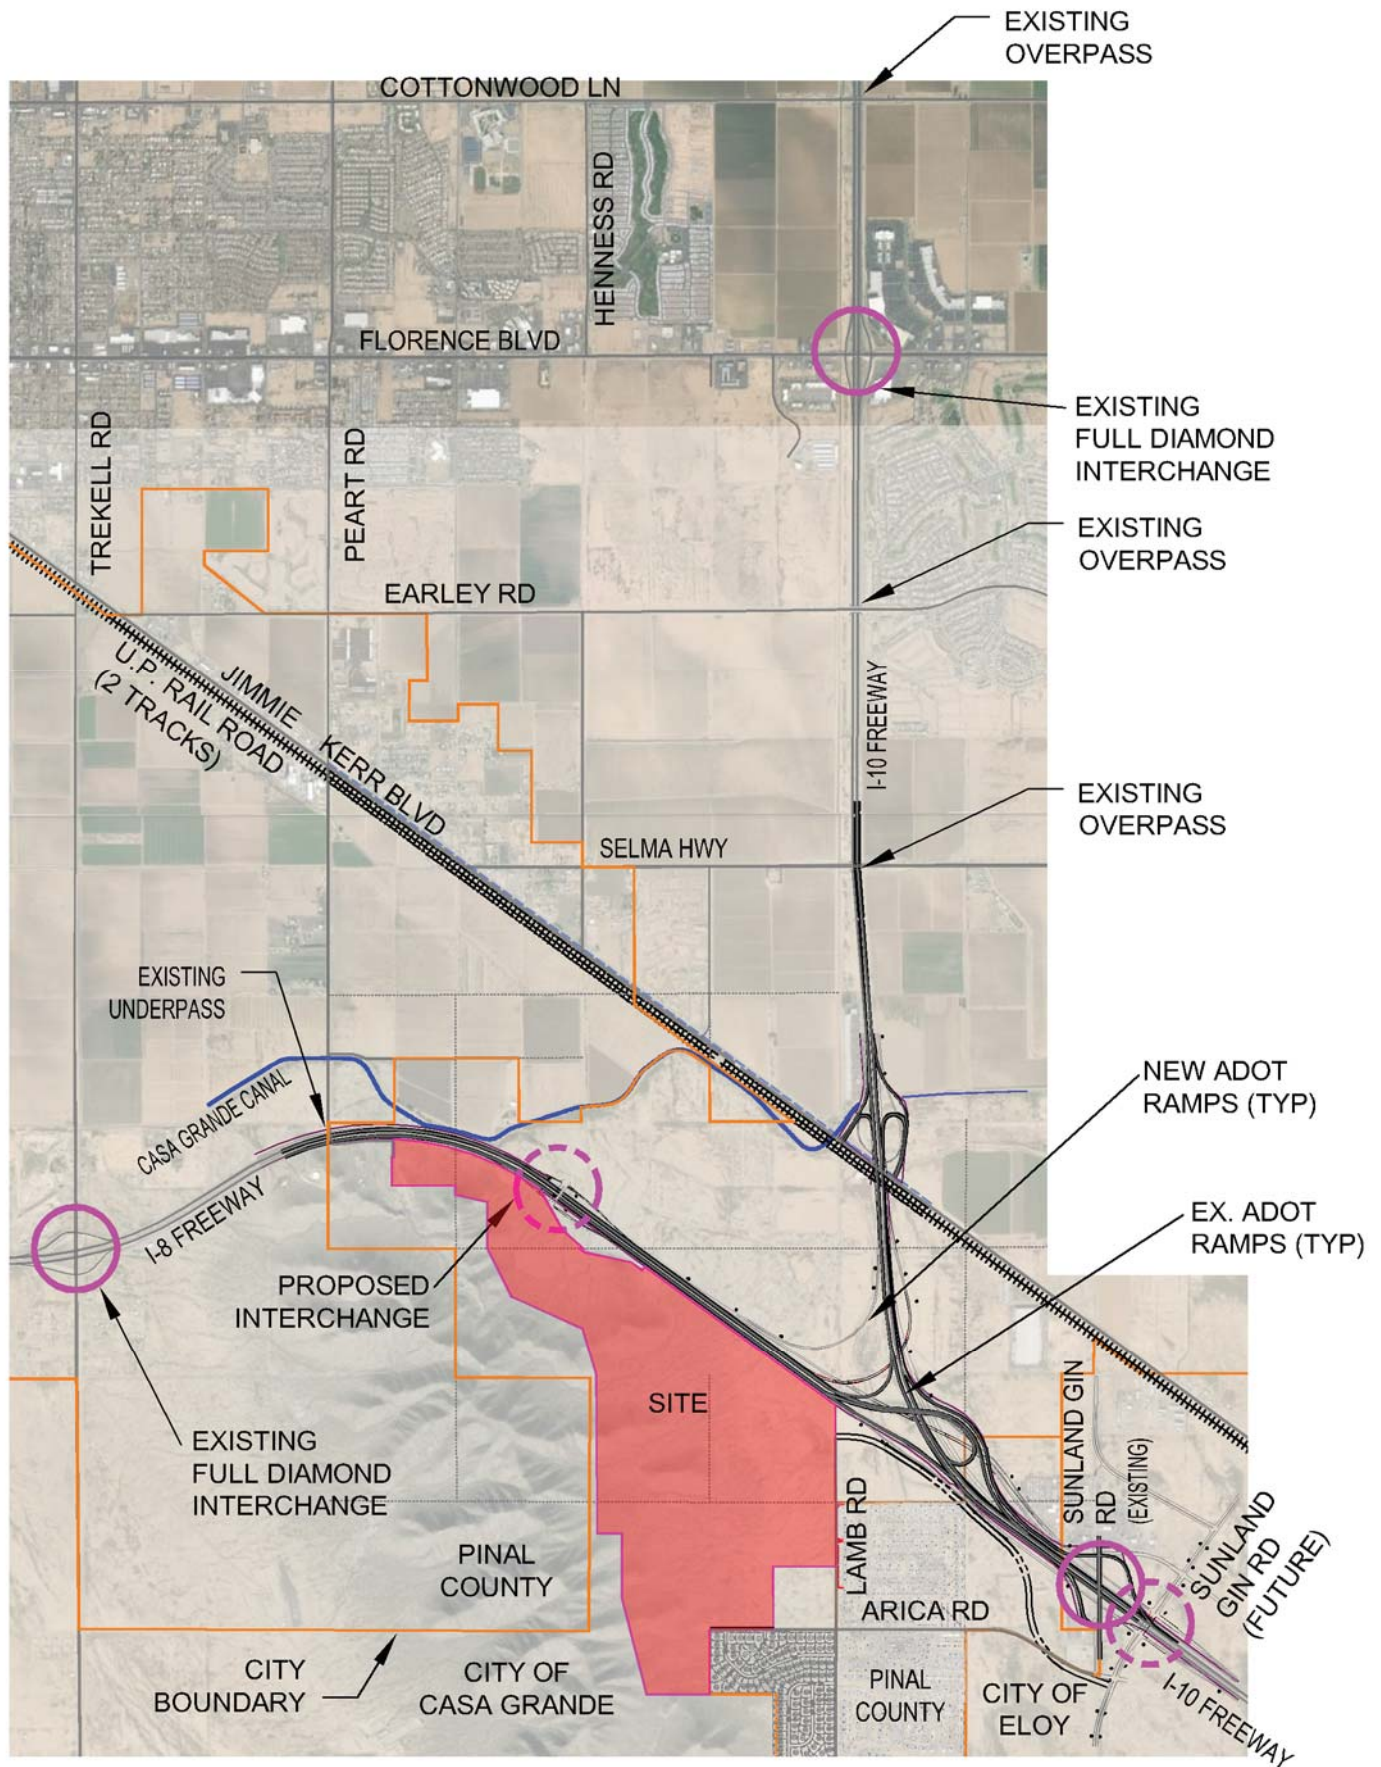 EXISTING
OVERPASS
COTTONWOOD LN
HENNESS RD
FLORENCE BLVD
EXISTING
FULL DIAMOND
INTERCHANGE
TREKELL RD
PEART RD
EXISTING
OVERPASS
EARLEY RD
U.P. RAIL ROAD
(2 TRACKS)
JIMMIE
KERR BLVD
I-10 FREEWAY
EXISTING
OVERPASS
SELMA HWY
EXISTING
UNDERPASS
CASA GRANDE CANAL
I-8 FREEWAY
NEW ADOT
RAMPS (TYP)
EX. ADOT
RAMPS (TYP)
PROPOSED
INTERCHANGE
SITE
EXISTING
FULL DIAMOND
INTERCHANGE
SUNLAND GIN
RD
(EXISTING)
SUNLAND
GIN RD
(FUTURE)
LAMB RD
PINAL
COUNTY
ARICA RD
CITY
BOUNDARY
CITY OF
CASA GRANDE
PINAL
COUNTY
CITY OF
ELOY
I-10 FREEWAY